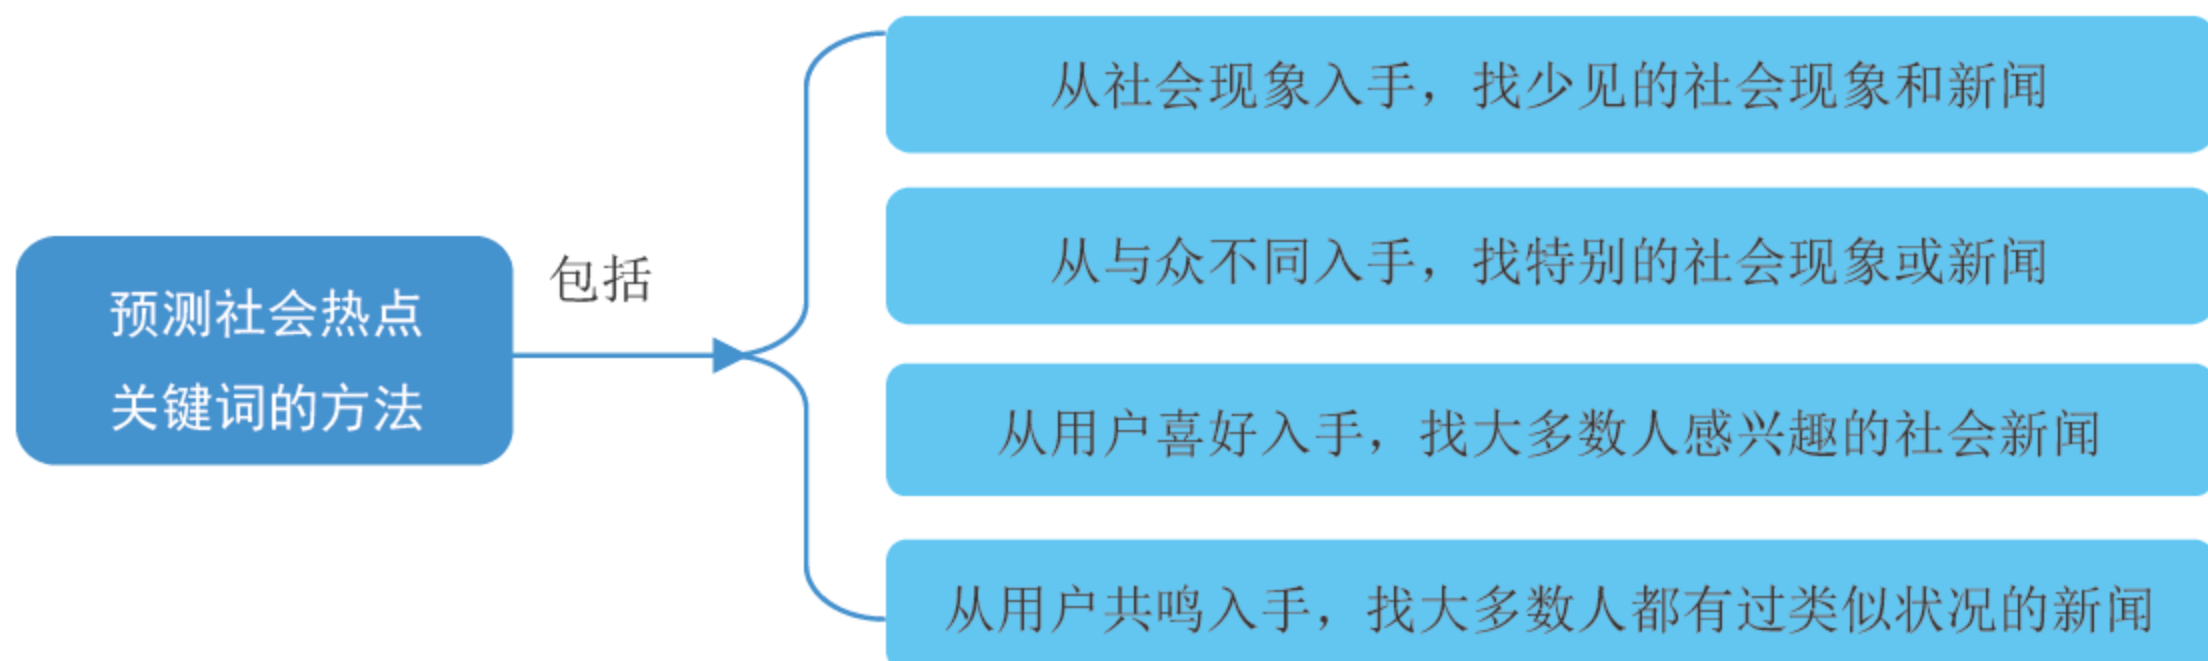 预测社会热点
关键词的方法
包括
从社会现象入手，找少见的社会现象和新闻
从与众不同入手，找特别的社会现象或新闻
从用户喜好入手，找大多数人感兴趣的社会新闻
从用户共鸣入手，找大多数人都有过类似状况的新闻